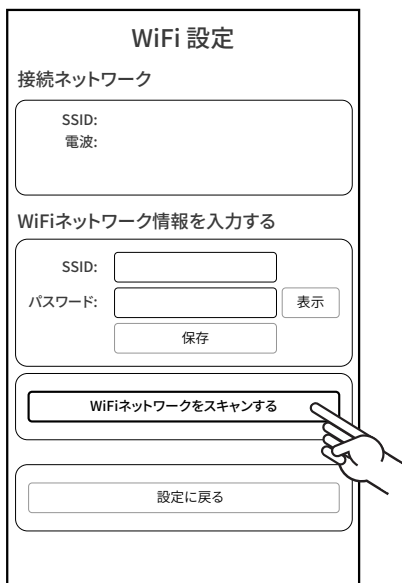 WiFi 設定
接続ネットワーク
SSID:
電波:
WiFiネットワーク情報を入力する
SSID:
パスワード: 表示
保存
WiFiネットワークをスキャンする
設定に戻る